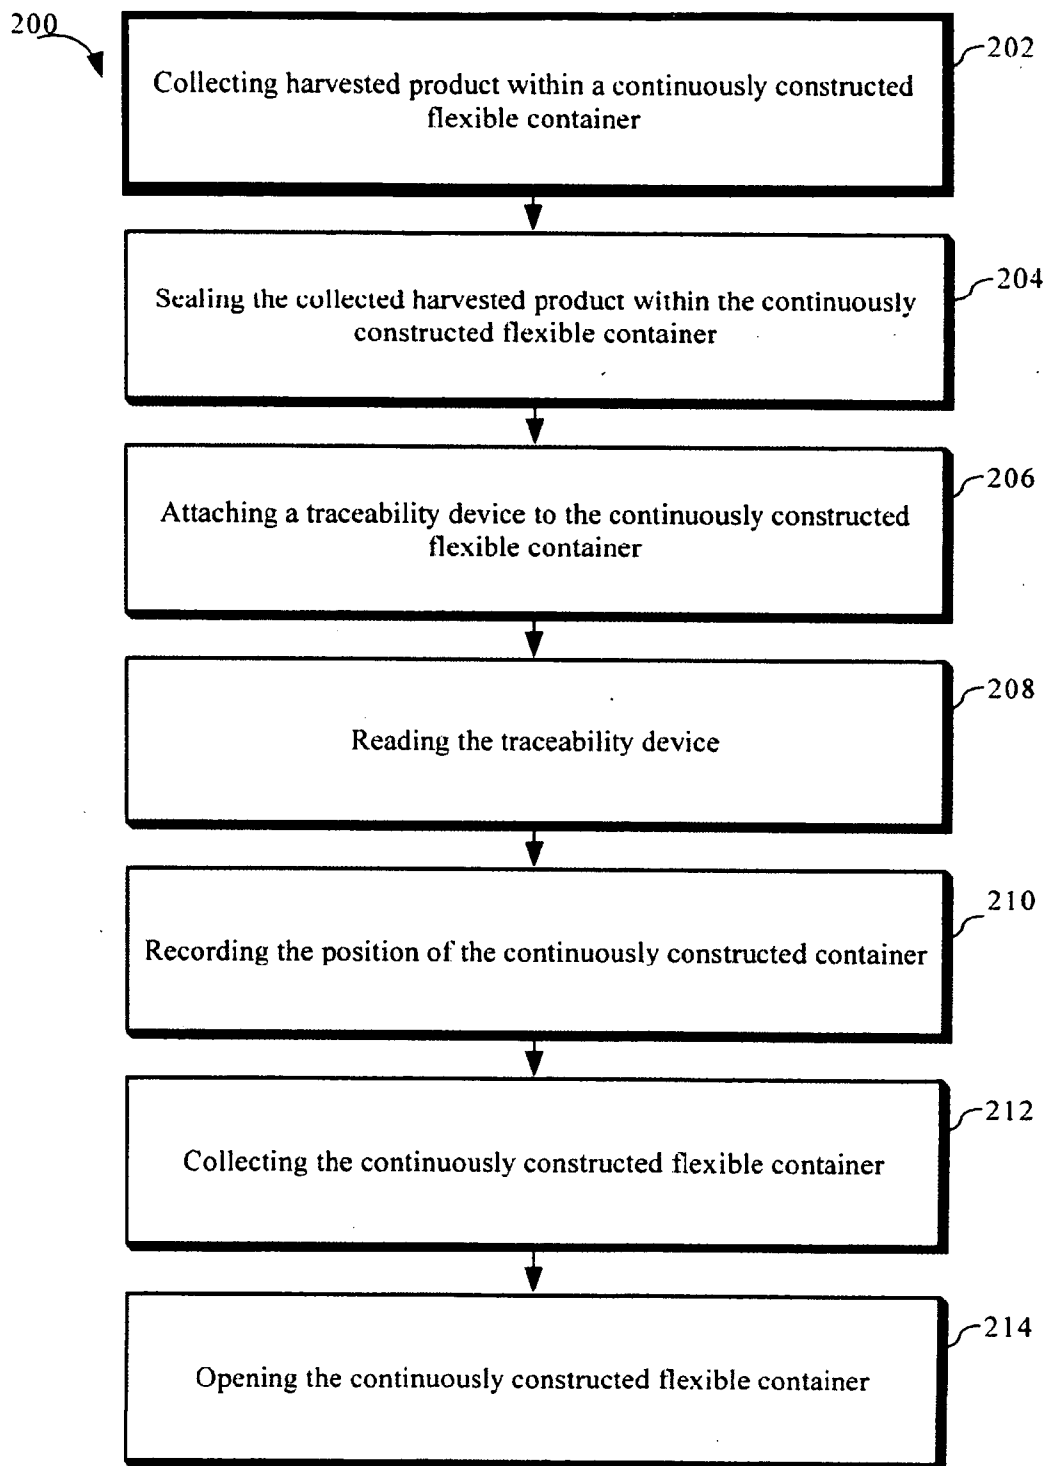 200
202
Collecting harvested product within a continuously constructed
flexible container
204
Sealing the collected harvested product within the continuously
constructed flexible container
206
Attaching a traceability device to the continuously constructed
flexible container
208
Reading the traceability device
210
Recording the position of the continuously constructed container
212
Collecting the continuously constructed flexible container
214
Opening the continuously constructed flexible container